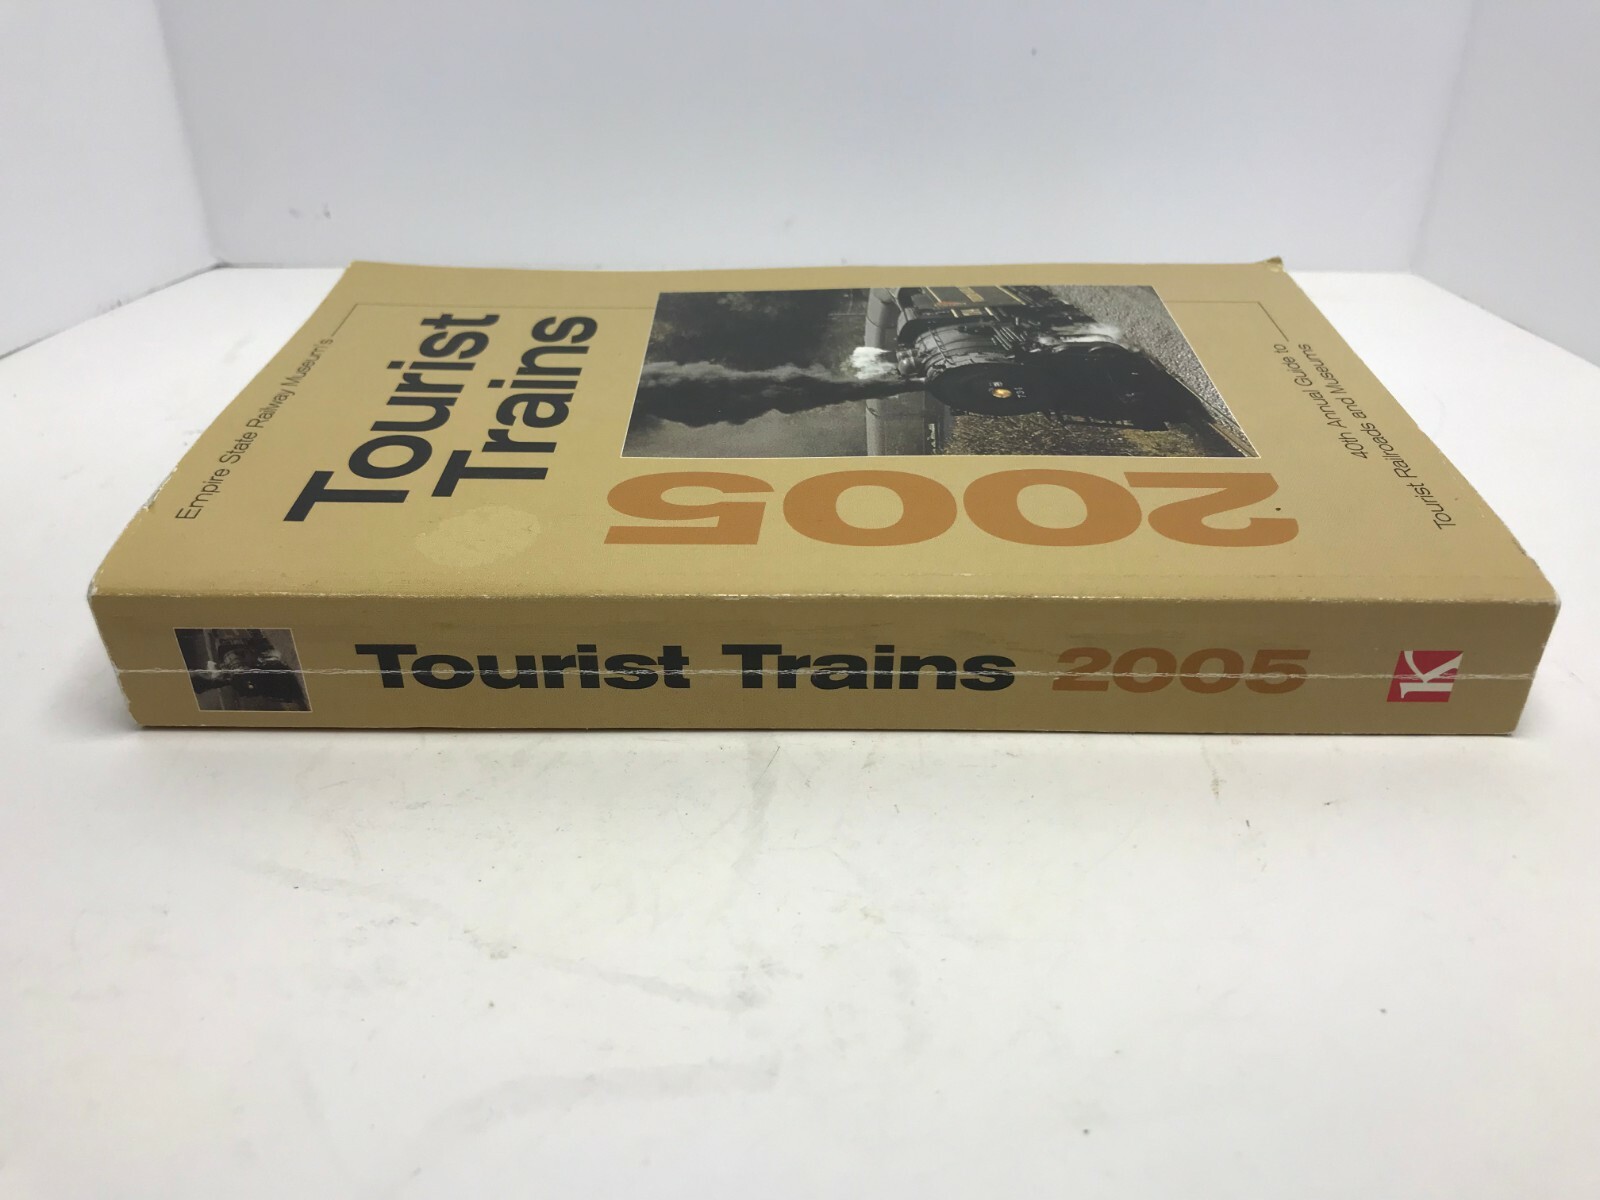 Empire State Railway Museum's
Tourist
Trains
2005
40th Annual Guide to
Tourist Railroads and Museums
Tourist Trains 2005
K